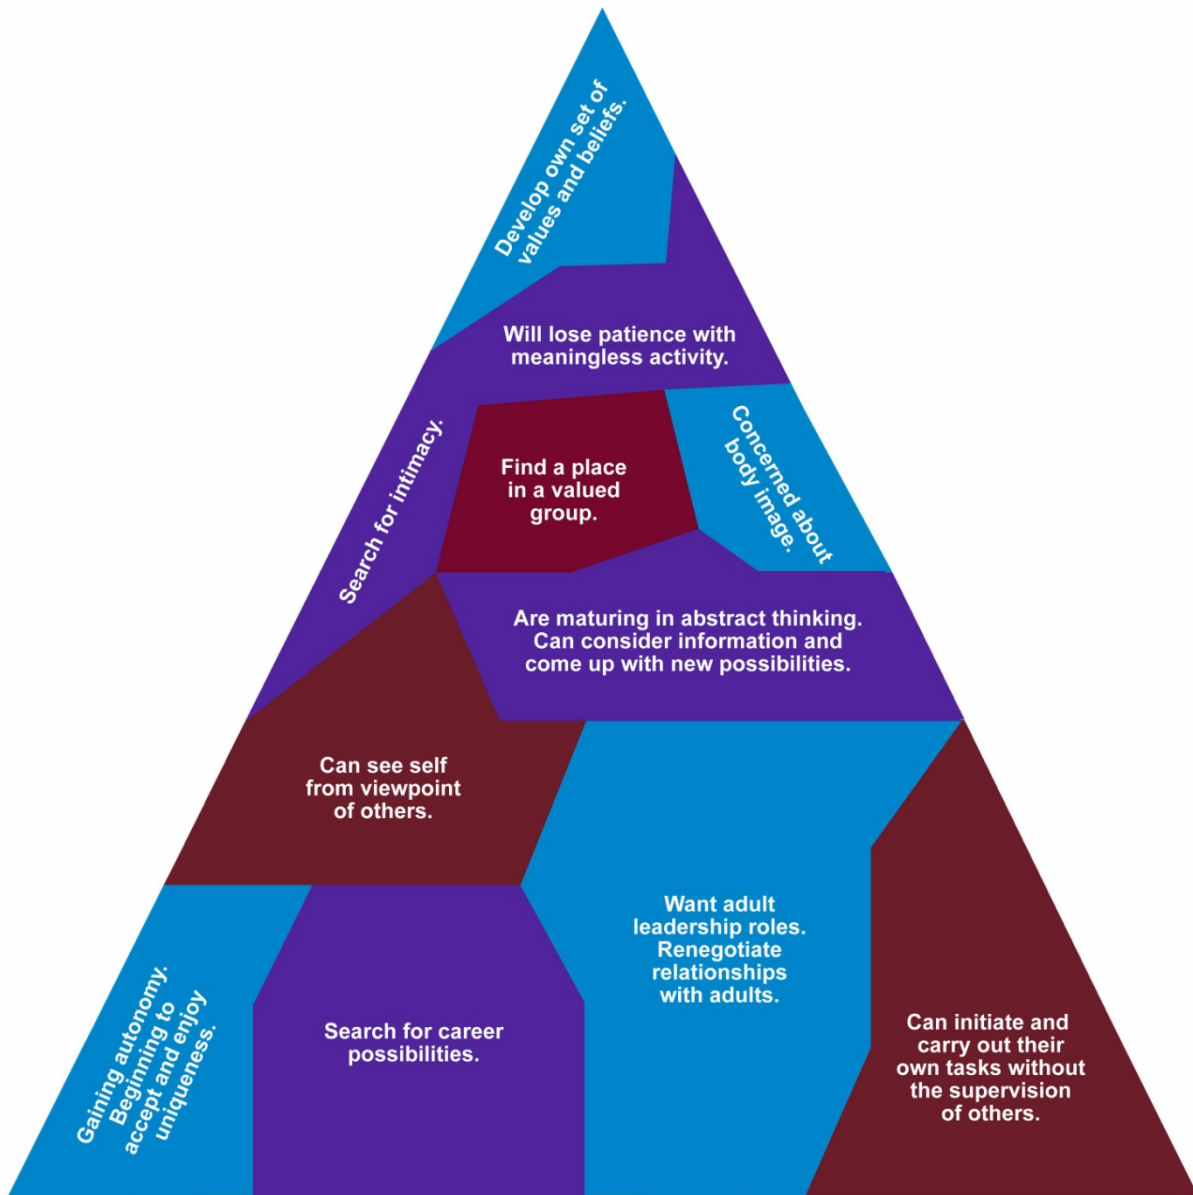 Develop own set of
values and beliefs.
Will lose patience with
meaningless activity.
Search for intimacy.
Find a place
in a valued
group.
Concerned about
body image.
Are maturing in abstract thinking.
Can consider information and
come up with new possibilities.
Can see self
from viewpoint
of others.
Want adult
leadership roles.
Renegotiate
relationships
with adults.
Gaining autonomy.
Beginning to
accept and enjoy
uniqueness.
Search for career
possibilities.
Can initiate and
carry out their
own tasks without
the supervision
of others.